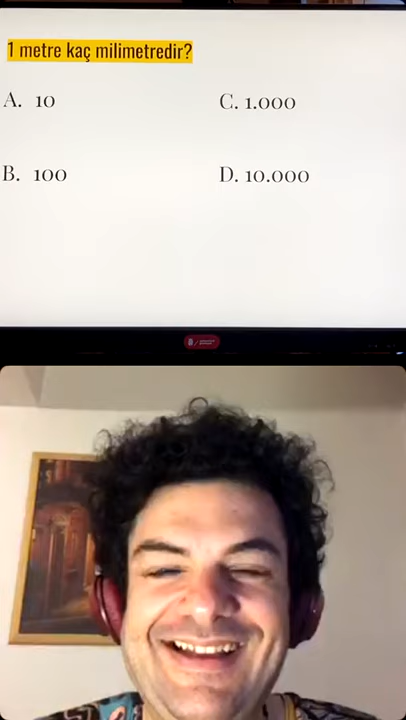 1 metre kaç milimetredir?
A. 10
C. 1.000
B. 100
D. 10.000